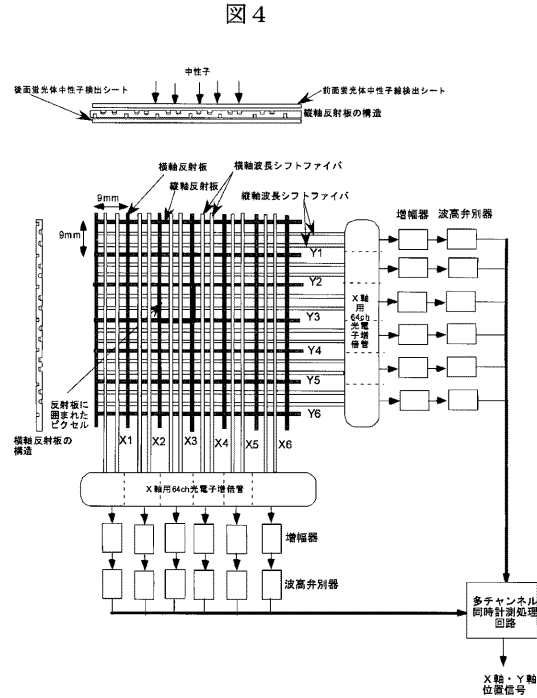 図４
中性子
後面蛍光体中性子検出シート
前面蛍光体中性子線検出シート
縦軸反射板の構造
横軸反射板
縦軸反射板
横軸波長シフトファイバ
縦軸波長シフトファイバ
9mm
9mm
増幅器
波高弁別器
Y1
Y2
Y3
Y4
Y5
Y6
X軸
用
64ch
光電
子増
倍管
反射板に
囲まれた
ピクセル
横軸反射板の
構造
X1
X2
X3
X4
X5
X6
X軸用64ch光電子増倍管
増幅器
波高弁別器
多チャンネル
同時計測処理
回路
X軸・Y軸
位置信号